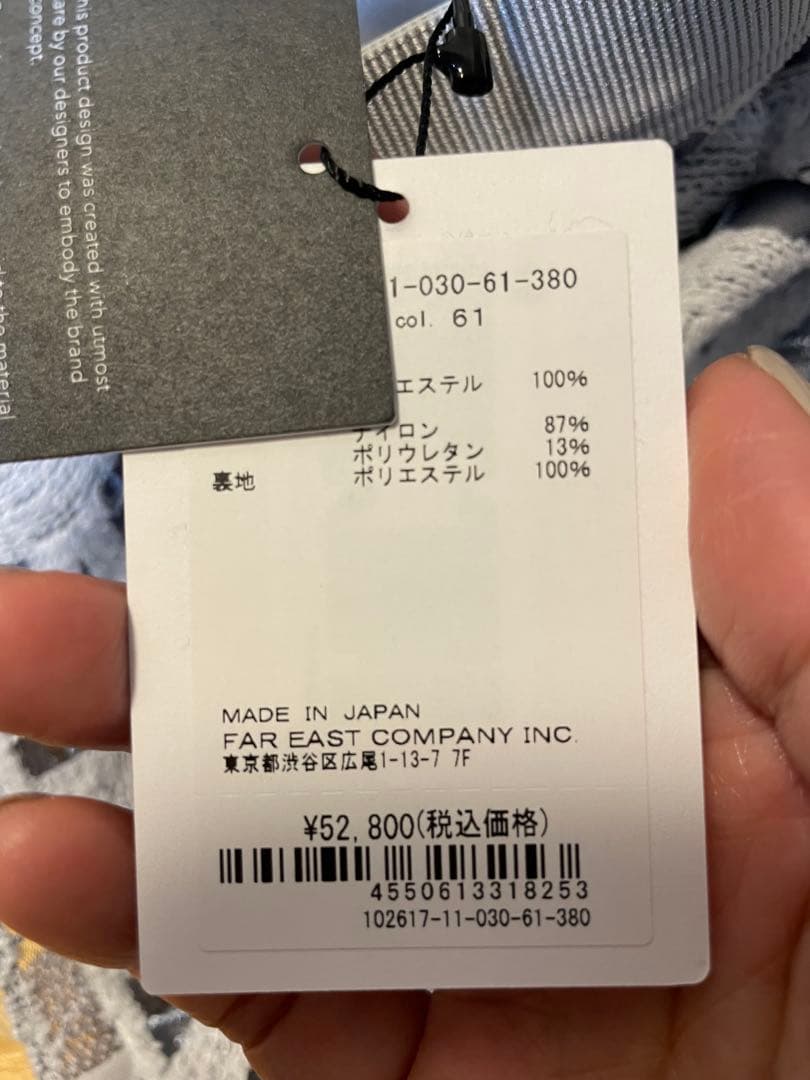 his product design was created with utmost
are by our designers to embody the brand
concept.
to the material
1-030-61-380
col. 61
エステル 100%
ナイロン 87%
ポリウレタン 13%
裏地 ポリエステル 100%
MADE IN JAPAN
FAR EAST COMPANY INC.
東京都渋谷区広尾1-13-7 7F
¥52,800(税込価格)
4550613318253
102617-11-030-61-380